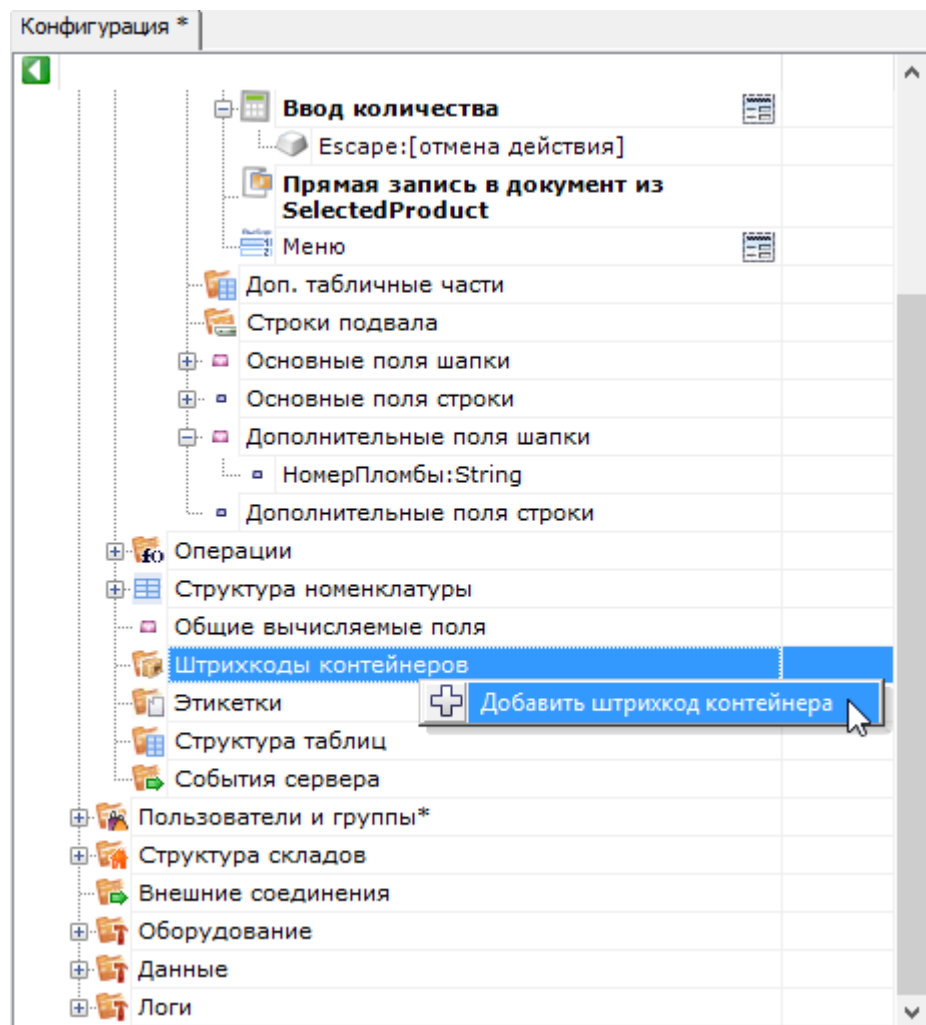 Конфигурация *
Ввод количества
Escape:[отмена действия]
Прямая запись в документ из
SelectedProduct
Меню
Доп. табличные части
Строки подвала
Основные поля шапки
Основные поля строки
Дополнительные поля шапки
НомерПломбы:String
Дополнительные поля строки
Операции
Структура номенклатуры
Общие вычисляемые поля
Штрихкоды контейнеров
Этикетки
Добавить штрихкод контейнера
Структура таблиц
События сервера
Пользователи и группы*
Структура складов
Внешние соединения
Оборудование
Данные
Логи